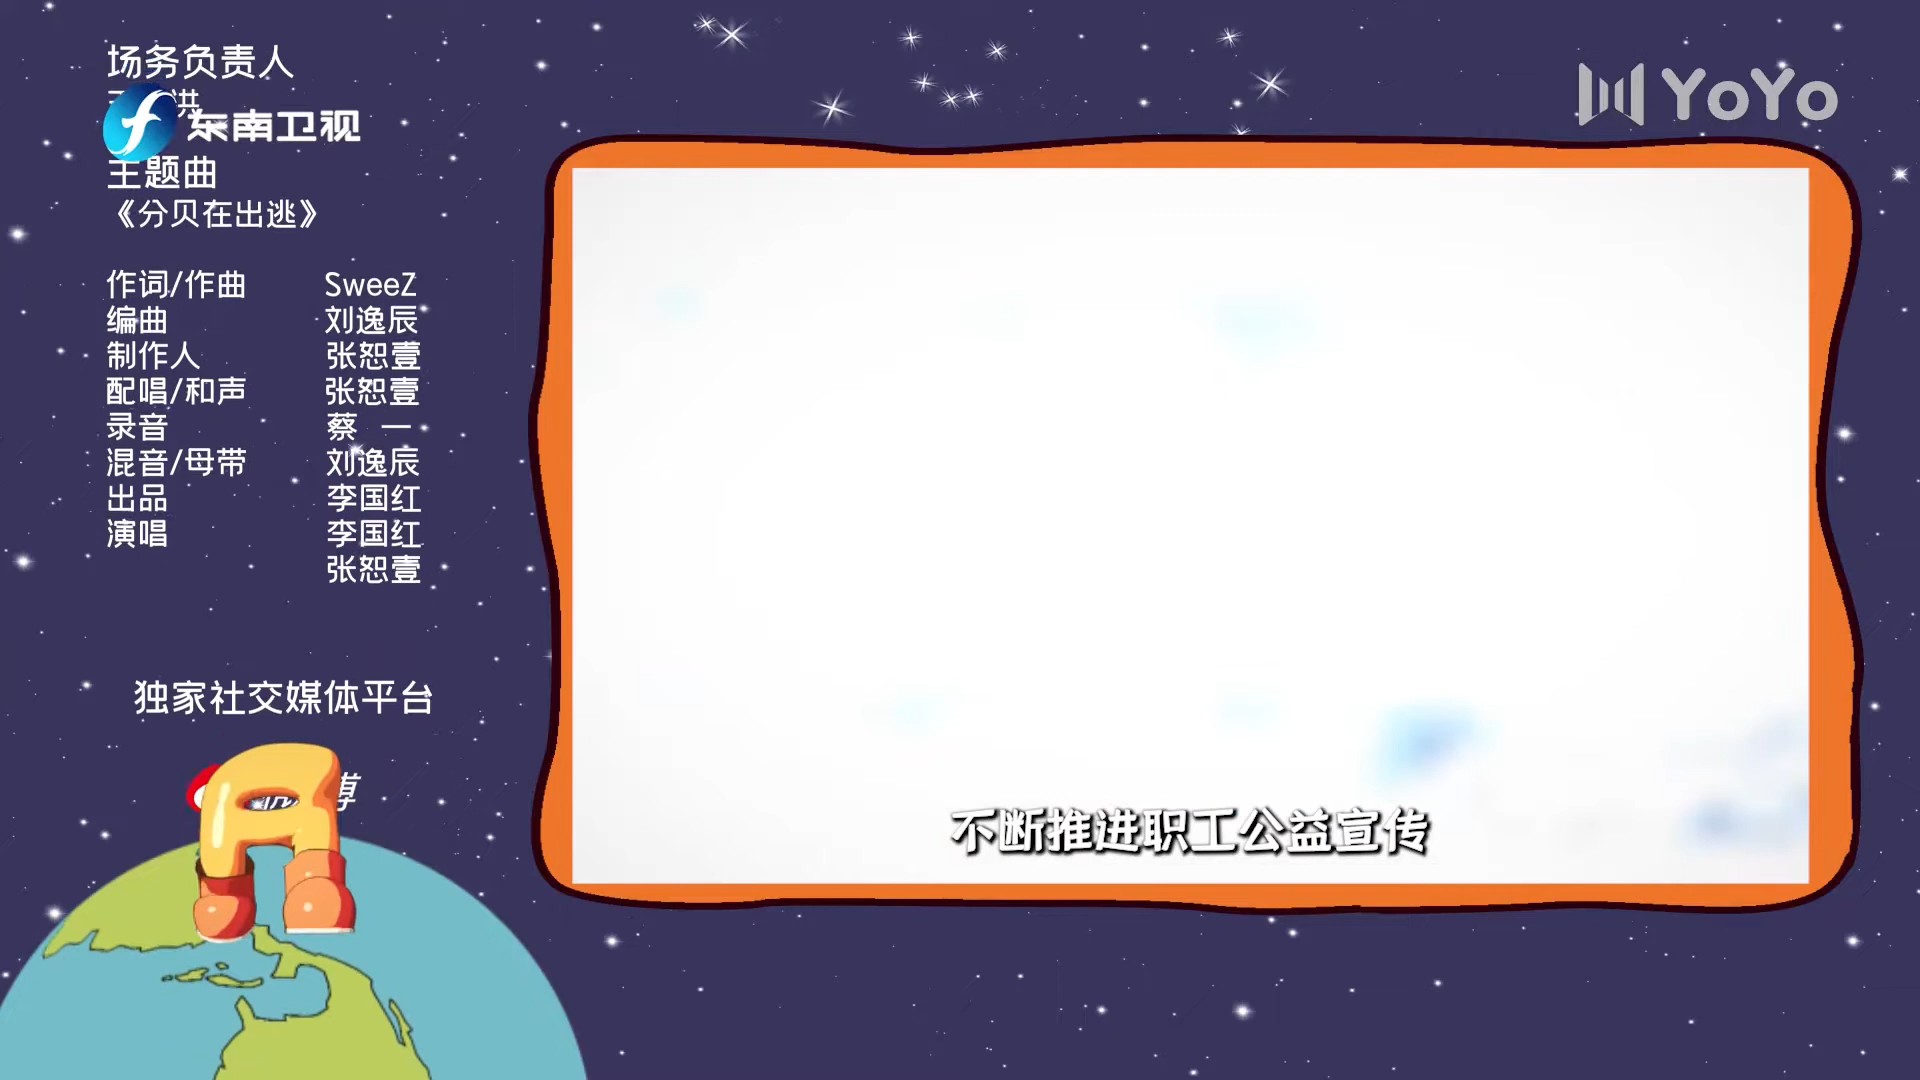 场务负责人
洪
东南卫视
主题曲
《分贝在出逃》
作词/作曲 SweeZ
编曲 刘逸辰
制作人 张恕壹
配唱/和声 张恕壹
录音 蔡 一
混音/母带 刘逸辰
出品 李国红
演唱 李国红
张恕壹
独家社交媒体平台
博
YoYo
不断推进职工公益宣传